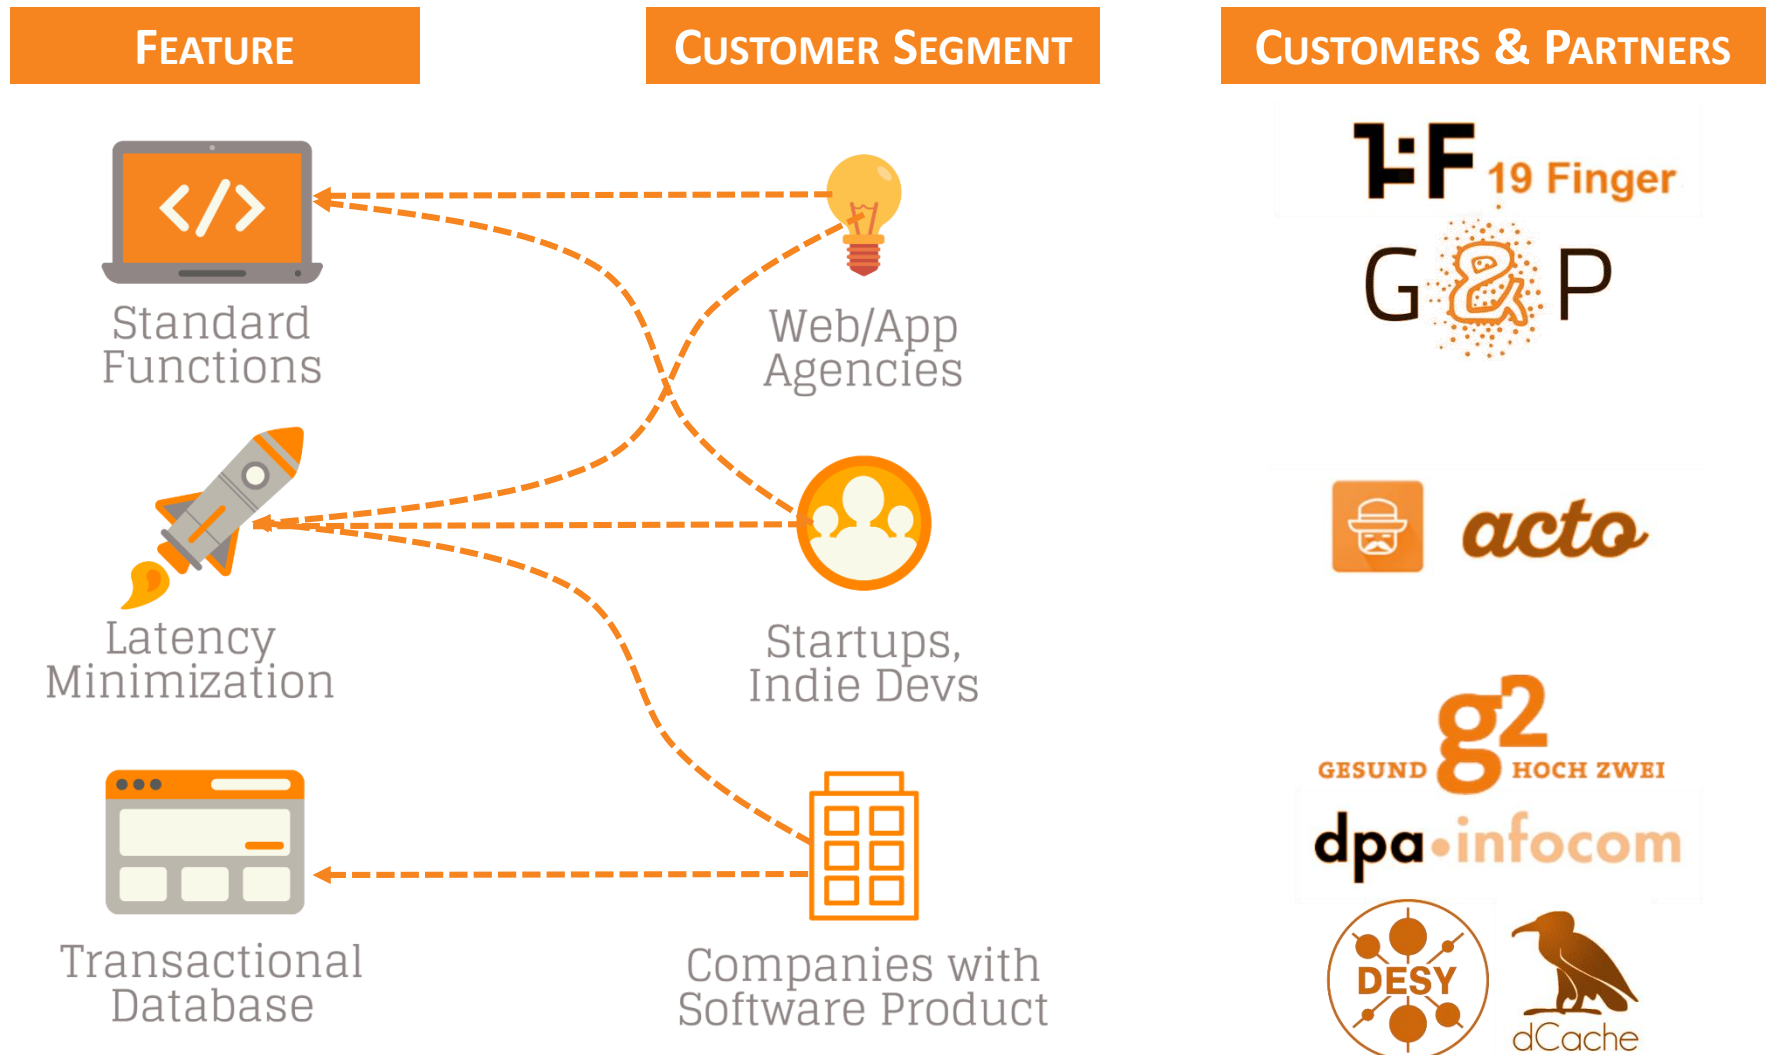 FEATURE
CUSTOMER SEGMENT
CUSTOMERS & PARTNERS
</>
Standard
Functions
Web/App
Agencies
19 Finger
G&P
Latency
Minimization
Startups,
Indie Devs
acto
Transactional
Database
Companies with
Software Product
g2
GESUND HOCH ZWEI
dpa•infocom
DESY
dCache